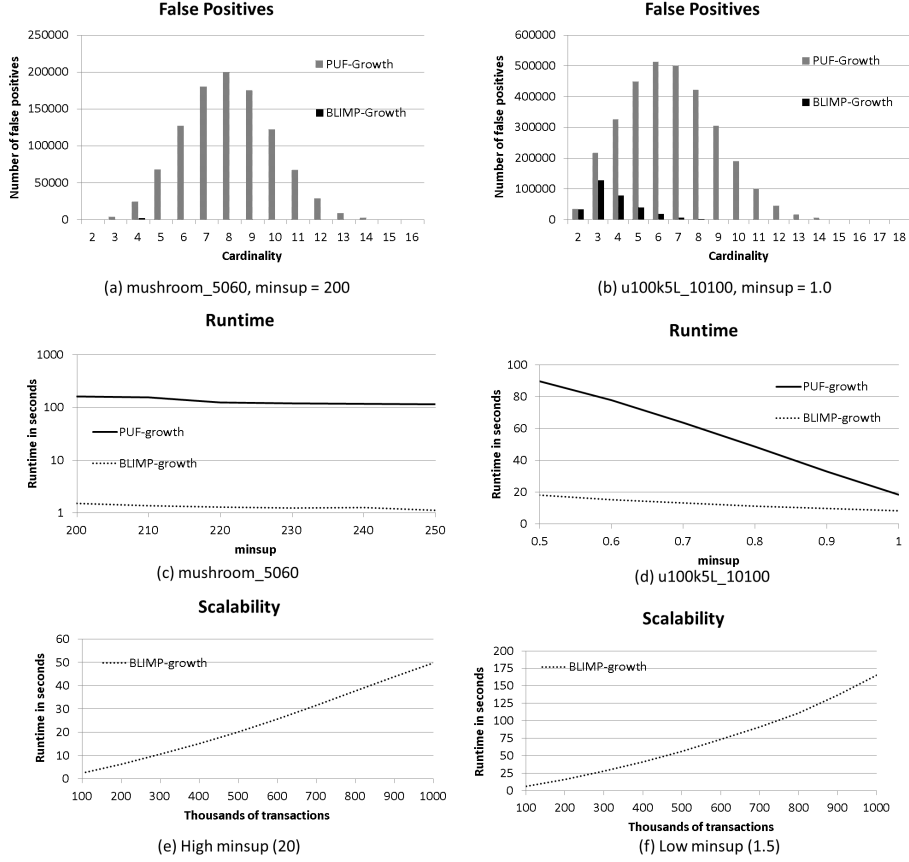 False Positives
Number of false positives
250000
200000
150000
100000
50000
0
PUF-Growth
BLIMP-Growth
2 3 4 5 6 7 8 9 10 11 12 13 14 15 16
Cardinality
(a) mushroom_5060, minsup = 200
False Positives
Number of false positives
600000
500000
400000
300000
200000
100000
0
PUF-Growth
BLIMP-Growth
2 3 4 5 6 7 8 9 10 11 12 13 14 15 16 17 18
Cardinality
(b) u100k5L_10100, minsup = 1.0
Runtime
Runtime in seconds
1000
100
10
1
PUF-growth
BLIMP-growth
200 210 220 230 240 250
minsup
(c) mushroom_5060
Runtime
Runtime in seconds
100
80
60
40
20
0
PUF-growth
BLIMP-growth
0.5 0.6 0.7 0.8 0.9 1
minsup
(d) u100k5L_10100
Scalability
Runtime in seconds
60
50
40
30
20
10
0
BLIMP-growth
100 200 300 400 500 600 700 800 900 1000
Thousands of transactions
(e) High minsup (20)
Scalability
Runtime in seconds
200
175
150
125
100
75
50
25
0
BLIMP-growth
100 200 300 400 500 600 700 800 900 1000
Thousands of transactions
(f) Low minsup (1.5)